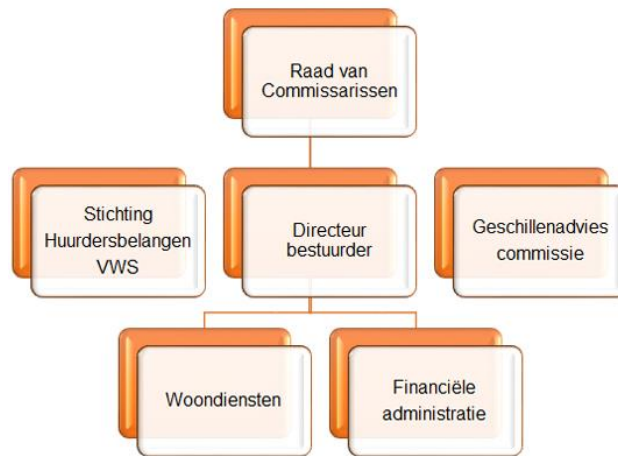 Raad van
Commissarissen
Stichting
Huurdersbelangen
VWS
Directeur
bestuurder
Geschillenadvies
commissie
Woondiensten
Financiële
administratie